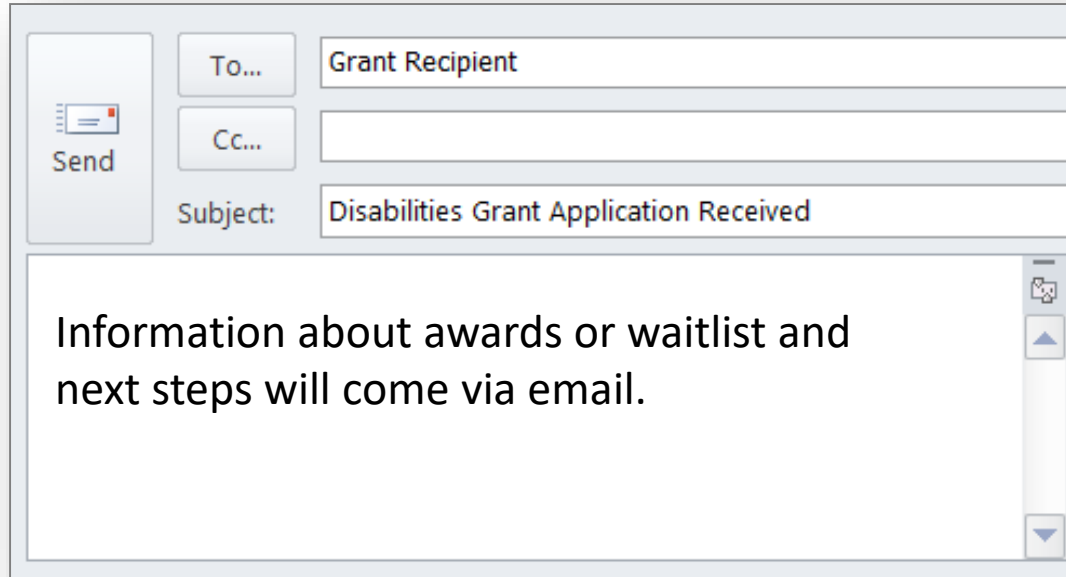 To...
Grant Recipient
Cc...
Send
Subject:
Disabilities Grant Application Received
Information about awards or waitlist and
next steps will come via email.